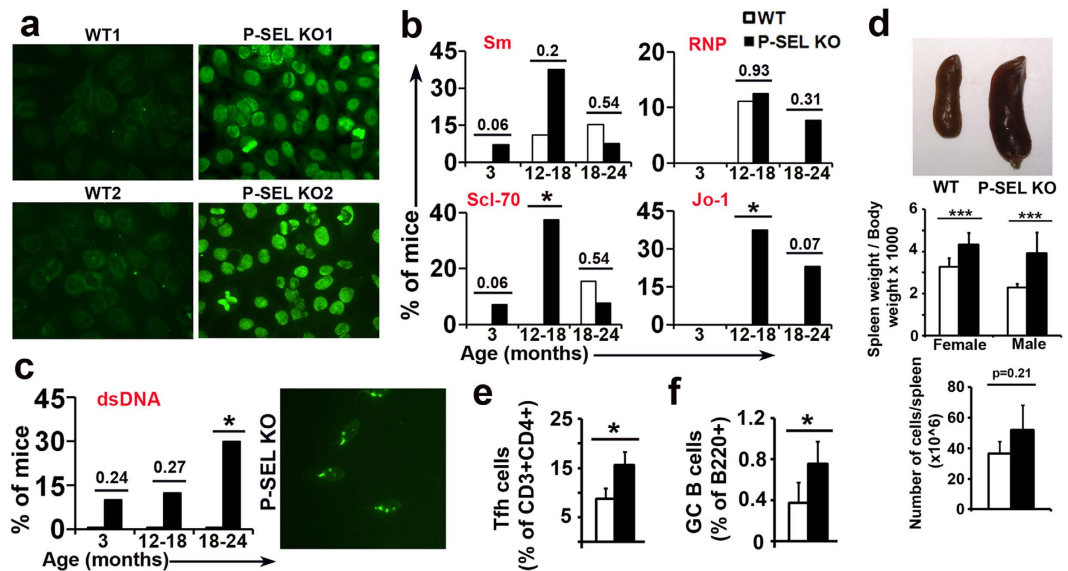 a
WT1
P-SEL KO1
WT2
P-SEL KO2
b
WT
P-SEL KO
Sm
45
30
15
0
0.06
0.2
0.54
3
12-18
18-24
RNP
20
10
0
0.93
0.31
3
12-18
18-24
Scl-70
80
40
0
0.06
*
0.54
3
12-18
18-24
Jo-1
45
30
15
0
*
0.07
3
12-18
18-24
% of mice
Age (months)
c
dsDNA
45
30
15
0
% of mice
0.24
0.27
*
3
12-18
18-24
Age (months)
P-SEL KO
d
WT
P-SEL KO
Spleen weight / Body
weight x 1000
6
4
2
0
***
***
Female
Male
Number of cells/spleen
(x10^6)
80
60
40
20
0
p=0.21
e
Tfh cells
(% of CD3+CD4+)
25
15
5
*
f
GC B cells
(% of B220+)
1.2
0.8
0.4
0
*